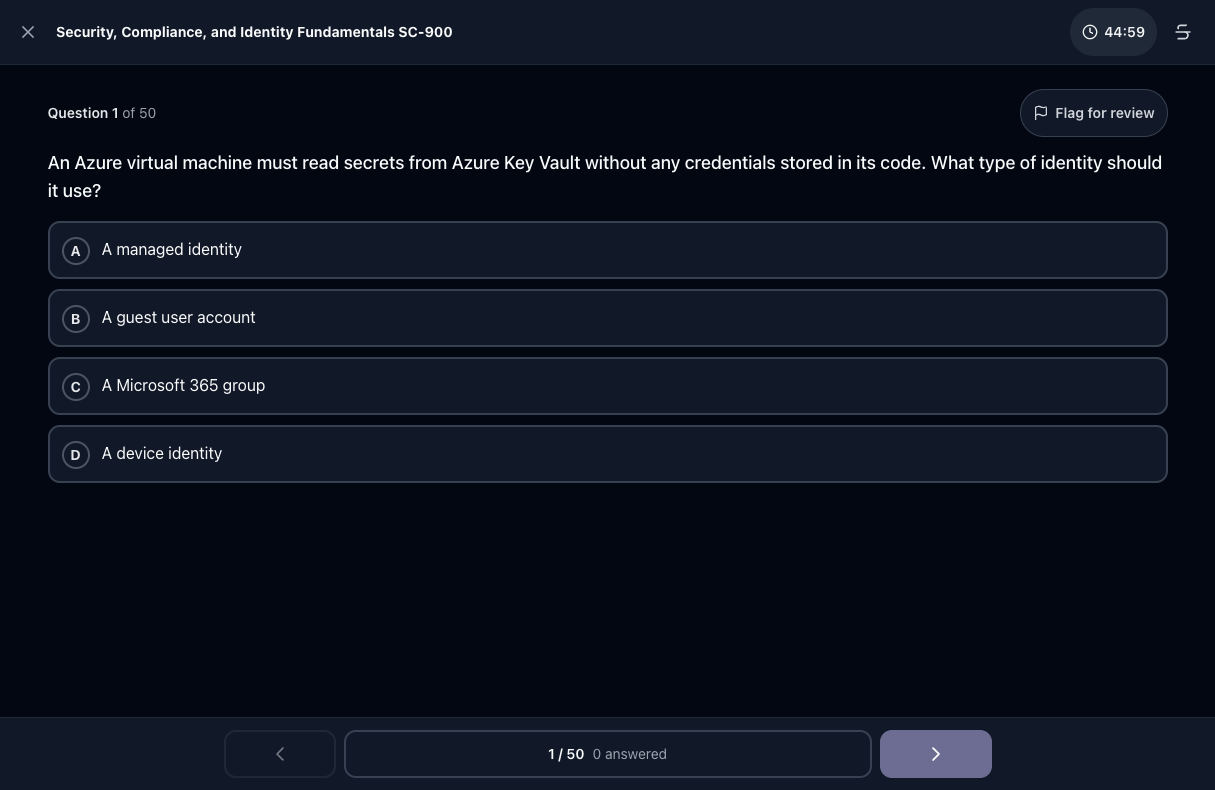 Security, Compliance, and Identity Fundamentals SC-900
44:59
Question 1 of 50
Flag for review
An Azure virtual machine must read secrets from Azure Key Vault without any credentials stored in its code. What type of identity should
it use?
A A managed identity
B A guest user account
C A Microsoft 365 group
D A device identity
1 / 50 0 answered